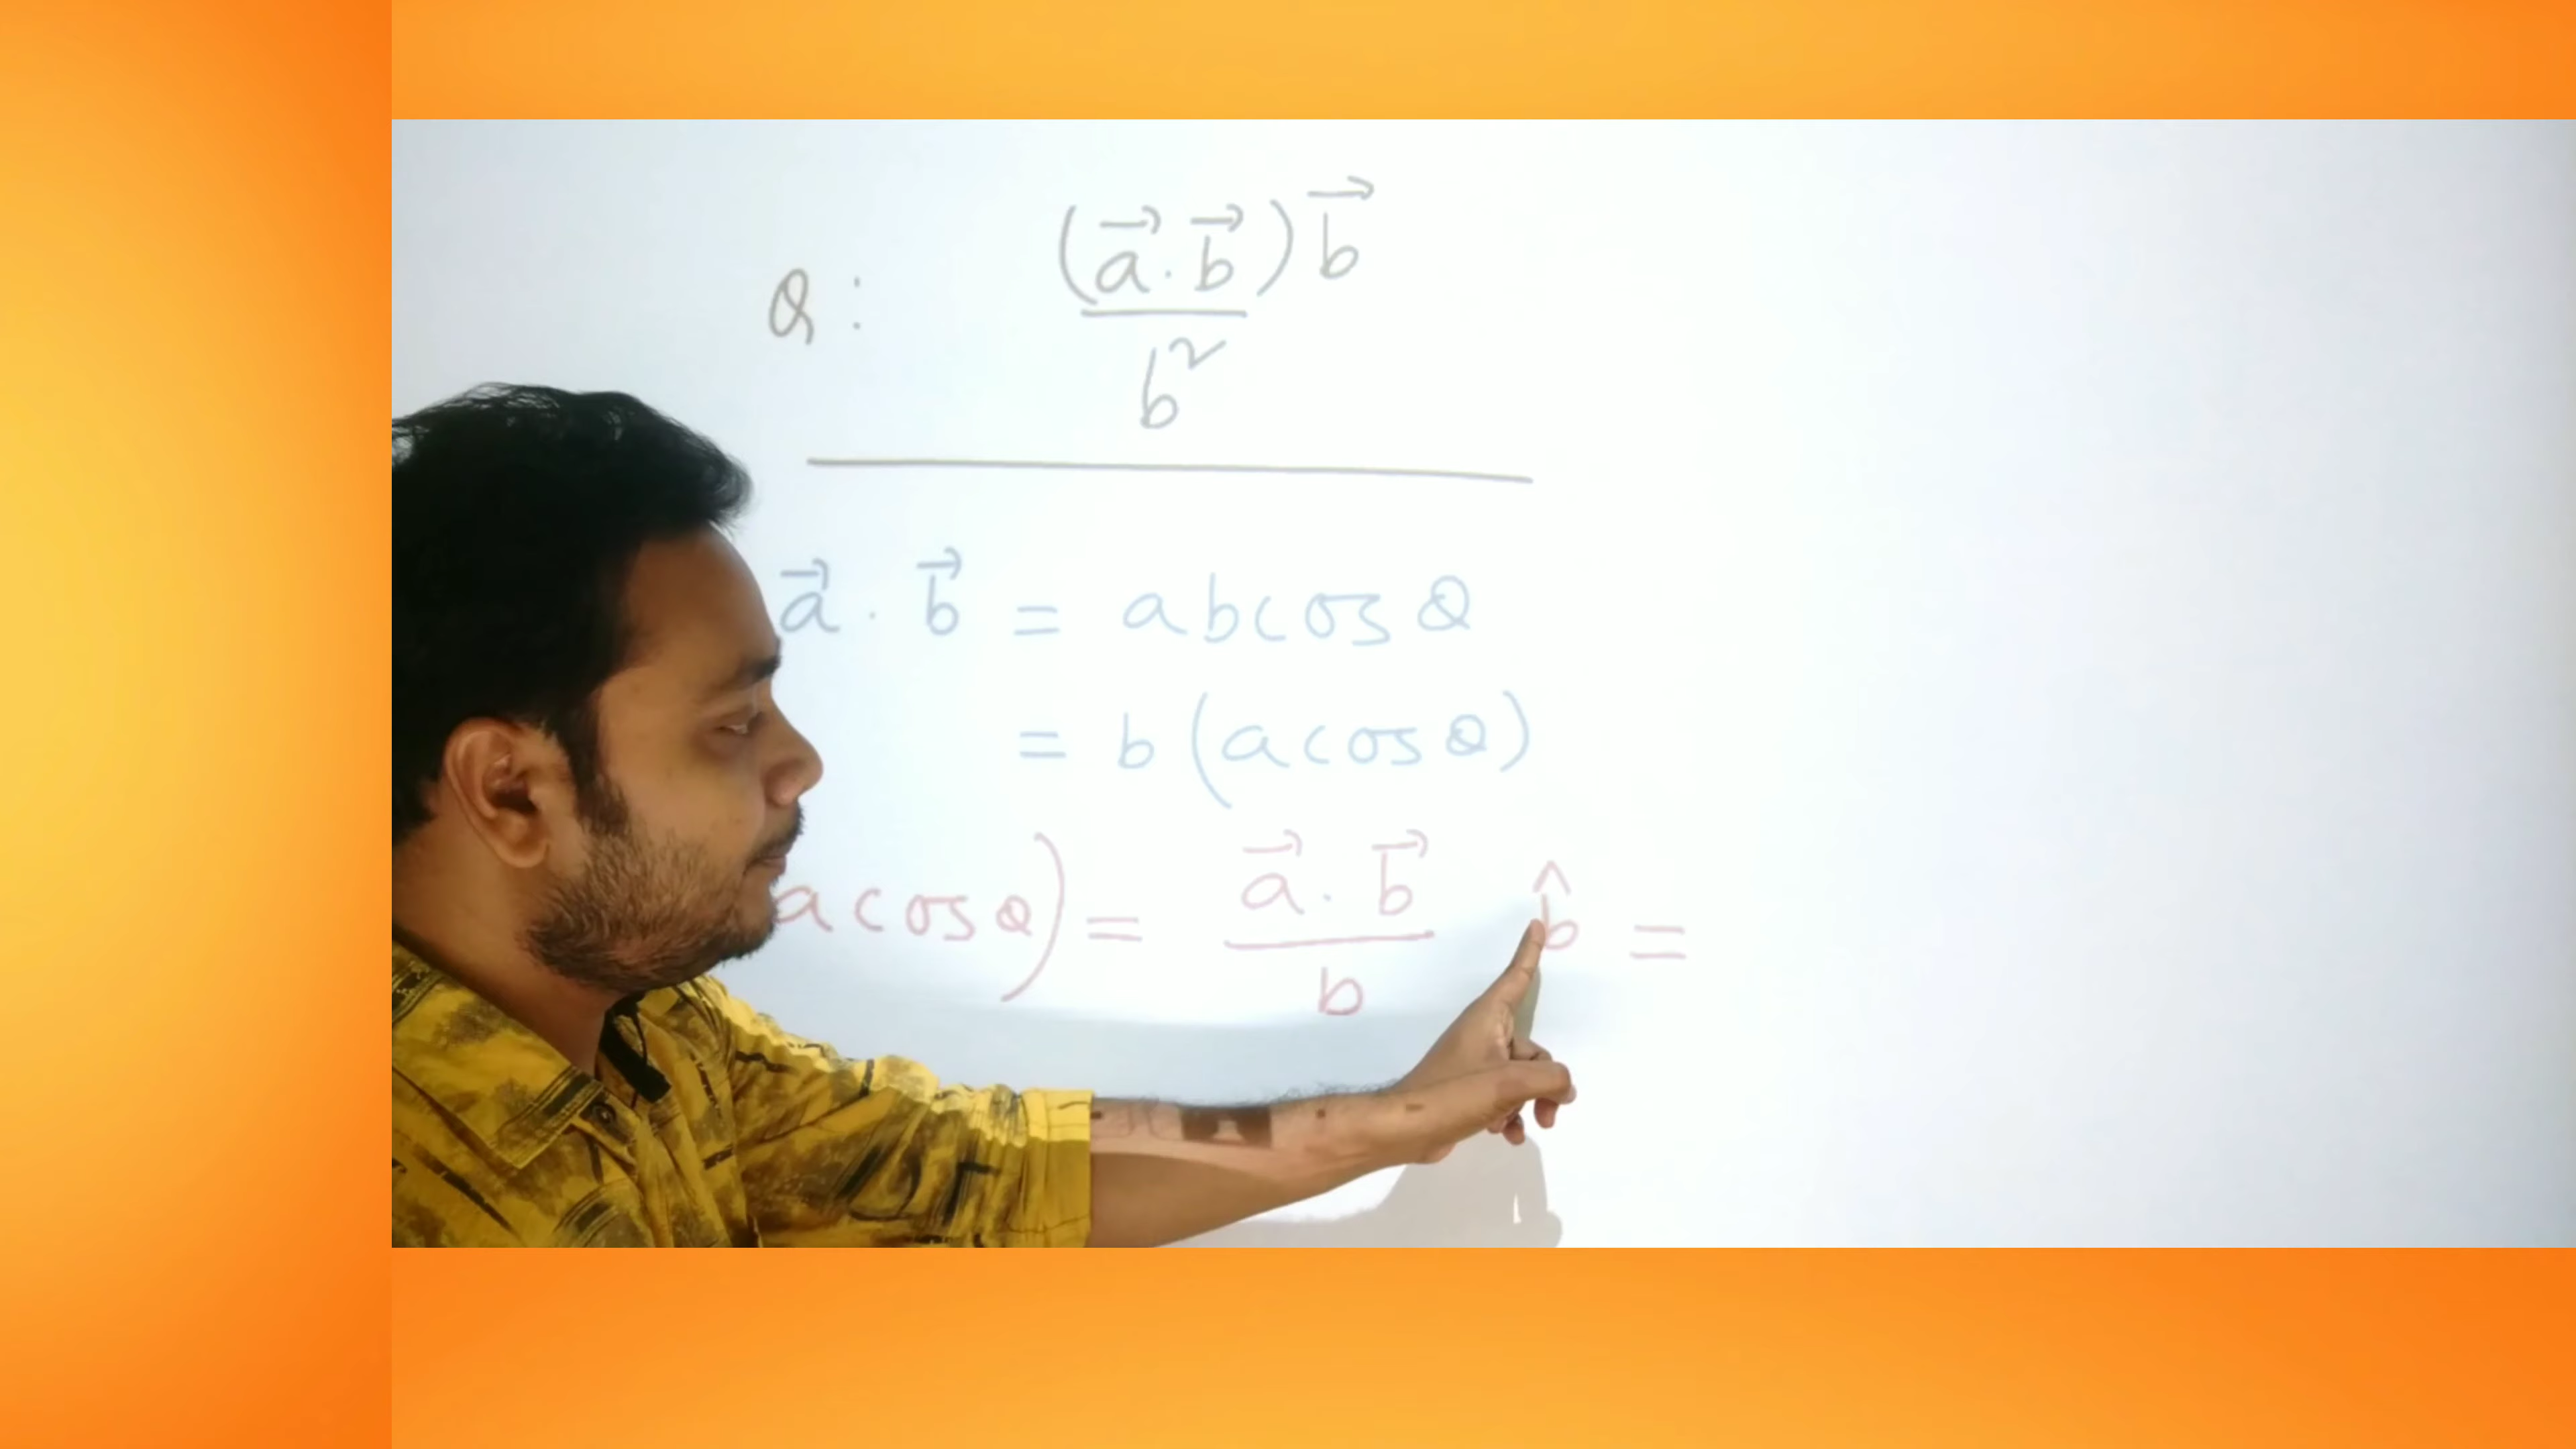 Q: (a⃗.b⃗)b⃗
b²
a⃗ . b⃗ = abcosθ
= b(acosθ)
acosθ) = a⃗.b⃗ b̂ =
b